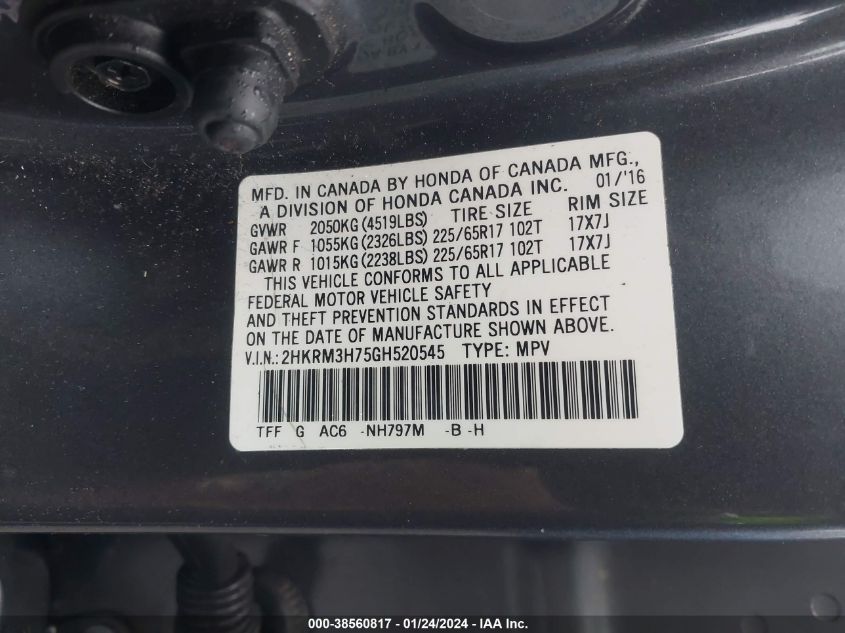 MFD. IN CANADA BY HONDA OF CANADA MFG.,
A DIVISION OF HONDA CANADA INC. 01/'16
GVWR 2050KG(4519LBS) TIRE SIZE RIM SIZE
GAWR F 1055KG(2326LBS) 225/65R17 102T 17X7J
GAWR R 1015KG(2238LBS) 225/65R17 102T 17X7J
THIS VEHICLE CONFORMS TO ALL APPLICABLE
FEDERAL MOTOR VEHICLE SAFETY
AND THEFT PREVENTION STANDARDS IN EFFECT
ON THE DATE OF MANUFACTURE SHOWN ABOVE.
V.I.N.: 2HKRM3H75GH520545 TYPE: MPV
TFF G AC6 -NH797M -B -H
000-38560817 - 01/24/2024 - IAA Inc.